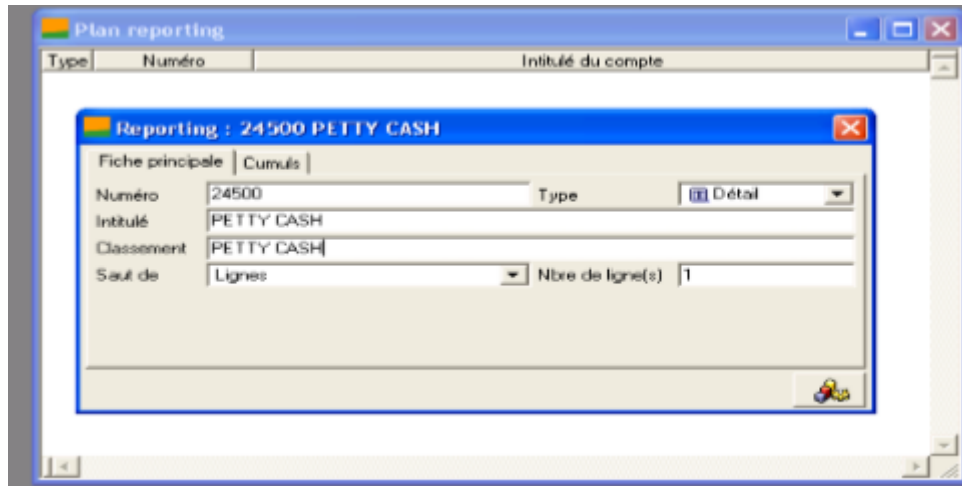 Plan reporting
Type Numéro Intitulé du compte
Reporting : 24500 PETTY CASH
Fiche principale Cumuls
Numéro 24500 Type Détail
Intitulé PETTY CASH
Classement PETTY CASH
Saut de Lignes Nbre de ligne(s) 1